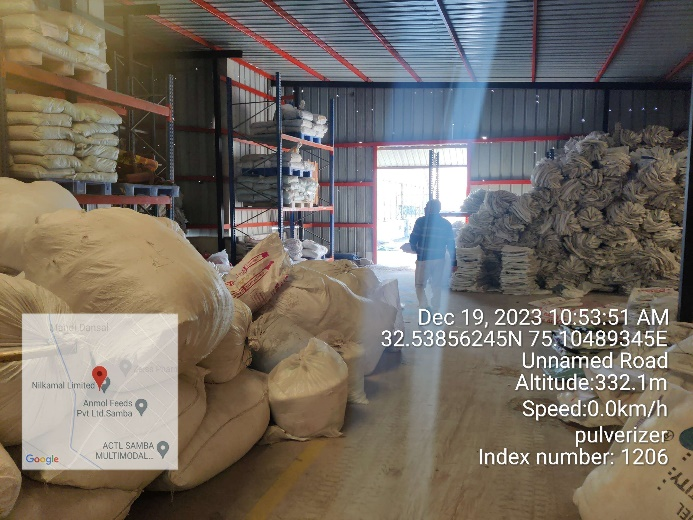 Dec 19, 2023 10:53:51 AM
32.53856245N 75.10489345E
Unnamed Road
Altitude:332.1m
Speed:0.0km/h
pulverizer
Index number: 1206
Nilkamal Limited
Anmol Feeds
Pvt Ltd.Samba
ACTL SAMBA
MULTIMODAL...
Google